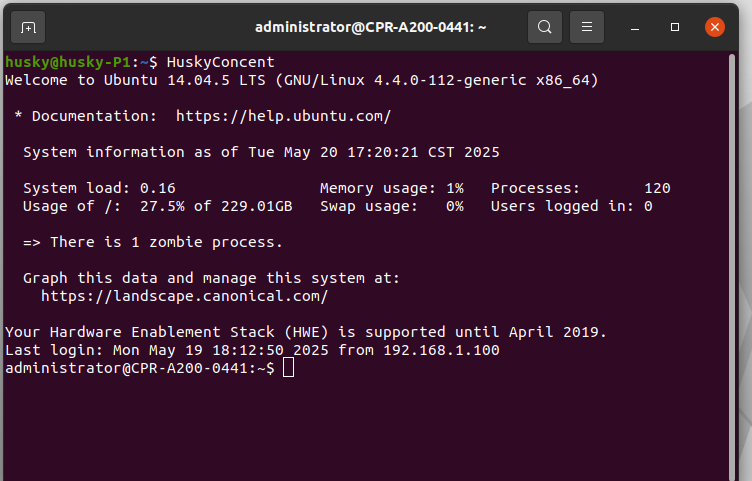 administrator@CPR-A200-0441: ~
husky@husky-P1:~$ HuskyConcent
Welcome to Ubuntu 14.04.5 LTS (GNU/Linux 4.4.0-112-generic x86_64)
* Documentation:  https://help.ubuntu.com/
System information as of Tue May 20 17:20:21 CST 2025
System load: 0.16                Memory usage: 1%   Processes:       120
Usage of /:  27.5% of 229.01GB   Swap usage:   0%   Users logged in: 0
=> There is 1 zombie process.
Graph this data and manage this system at:
https://landscape.canonical.com/
Your Hardware Enablement Stack (HWE) is supported until April 2019.
Last login: Mon May 19 18:12:50 2025 from 192.168.1.100
administrator@CPR-A200-0441:~$